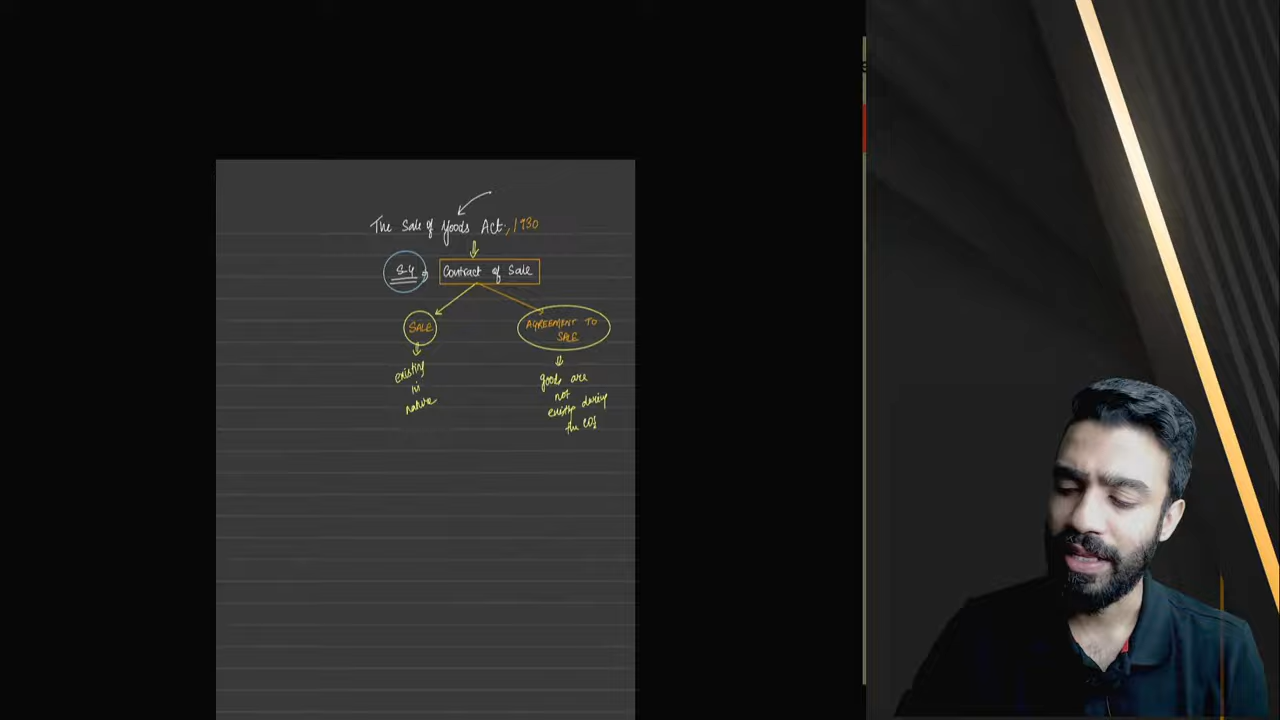 The Sale of Goods Act, 1930
S-4
Contract of Sale
SALE
AGREEMENT TO
SALE
existing
in
nature
goods are
not
existing during
the COS